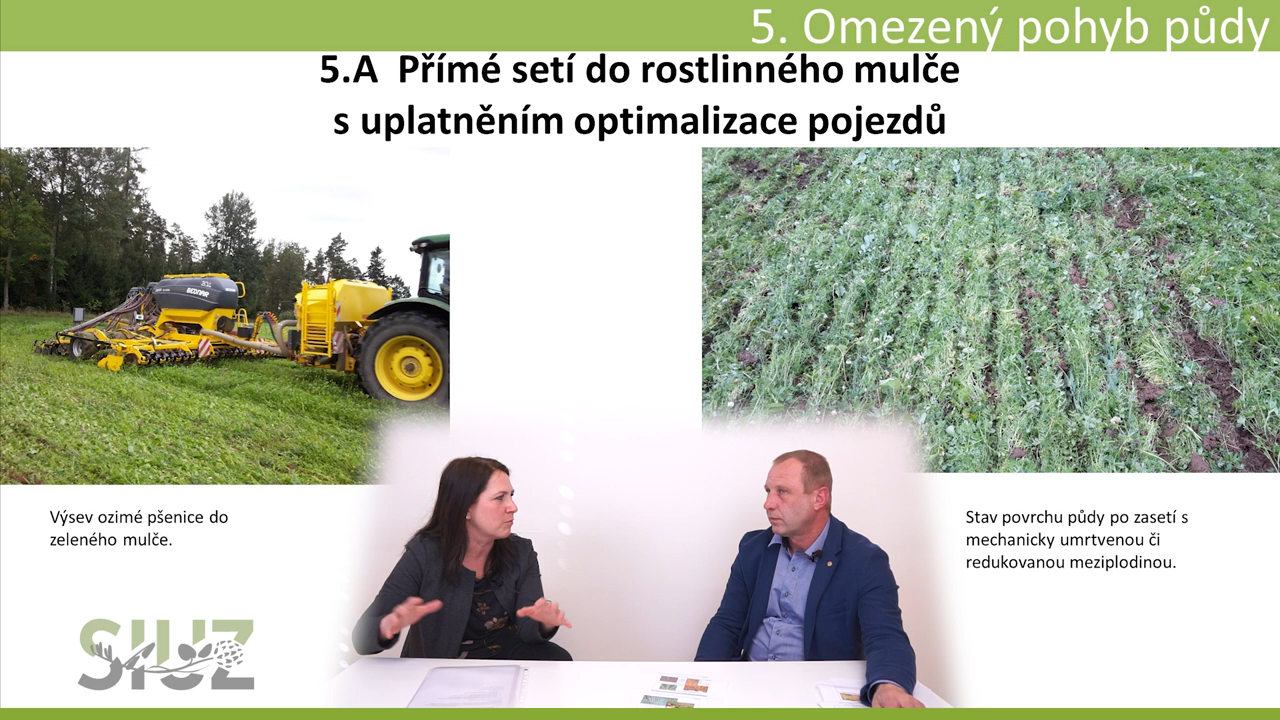 5. Omezený pohyb půdy
5.A Přímé setí do rostlinného mulče
s uplatněním optimalizace pojezdů
BEDNAR
Výsev ozimé pšenice do
zeleného mulče.
Stav povrchu půdy po zasetí s
mechanicky umrtvenou či
redukovanou meziplodinou.
SIUZ